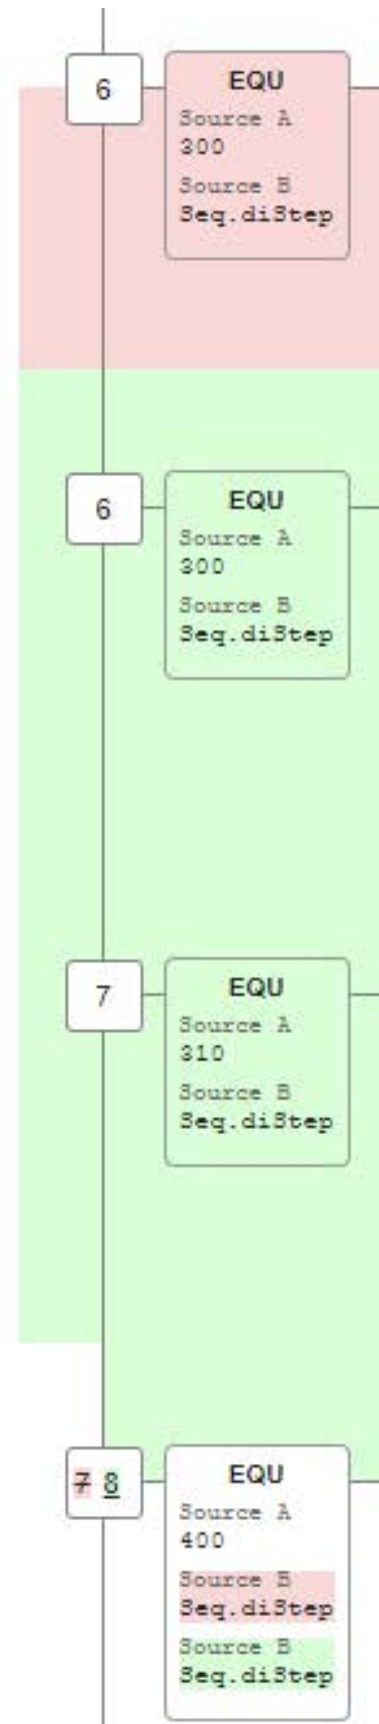 6
EQU
Source A
300
Source B
Seq.diStep
6
EQU
Source A
300
Source B
Seq.diStep
7
EQU
Source A
310
Source B
Seq.diStep
7 8
EQU
Source A
400
Source B
Seq.diStep
Source B
Seq.diStep